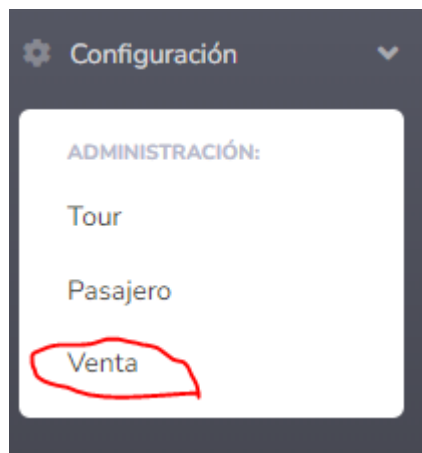 Configuración
ADMINISTRACIÓN:
Tour
Pasajero
Venta